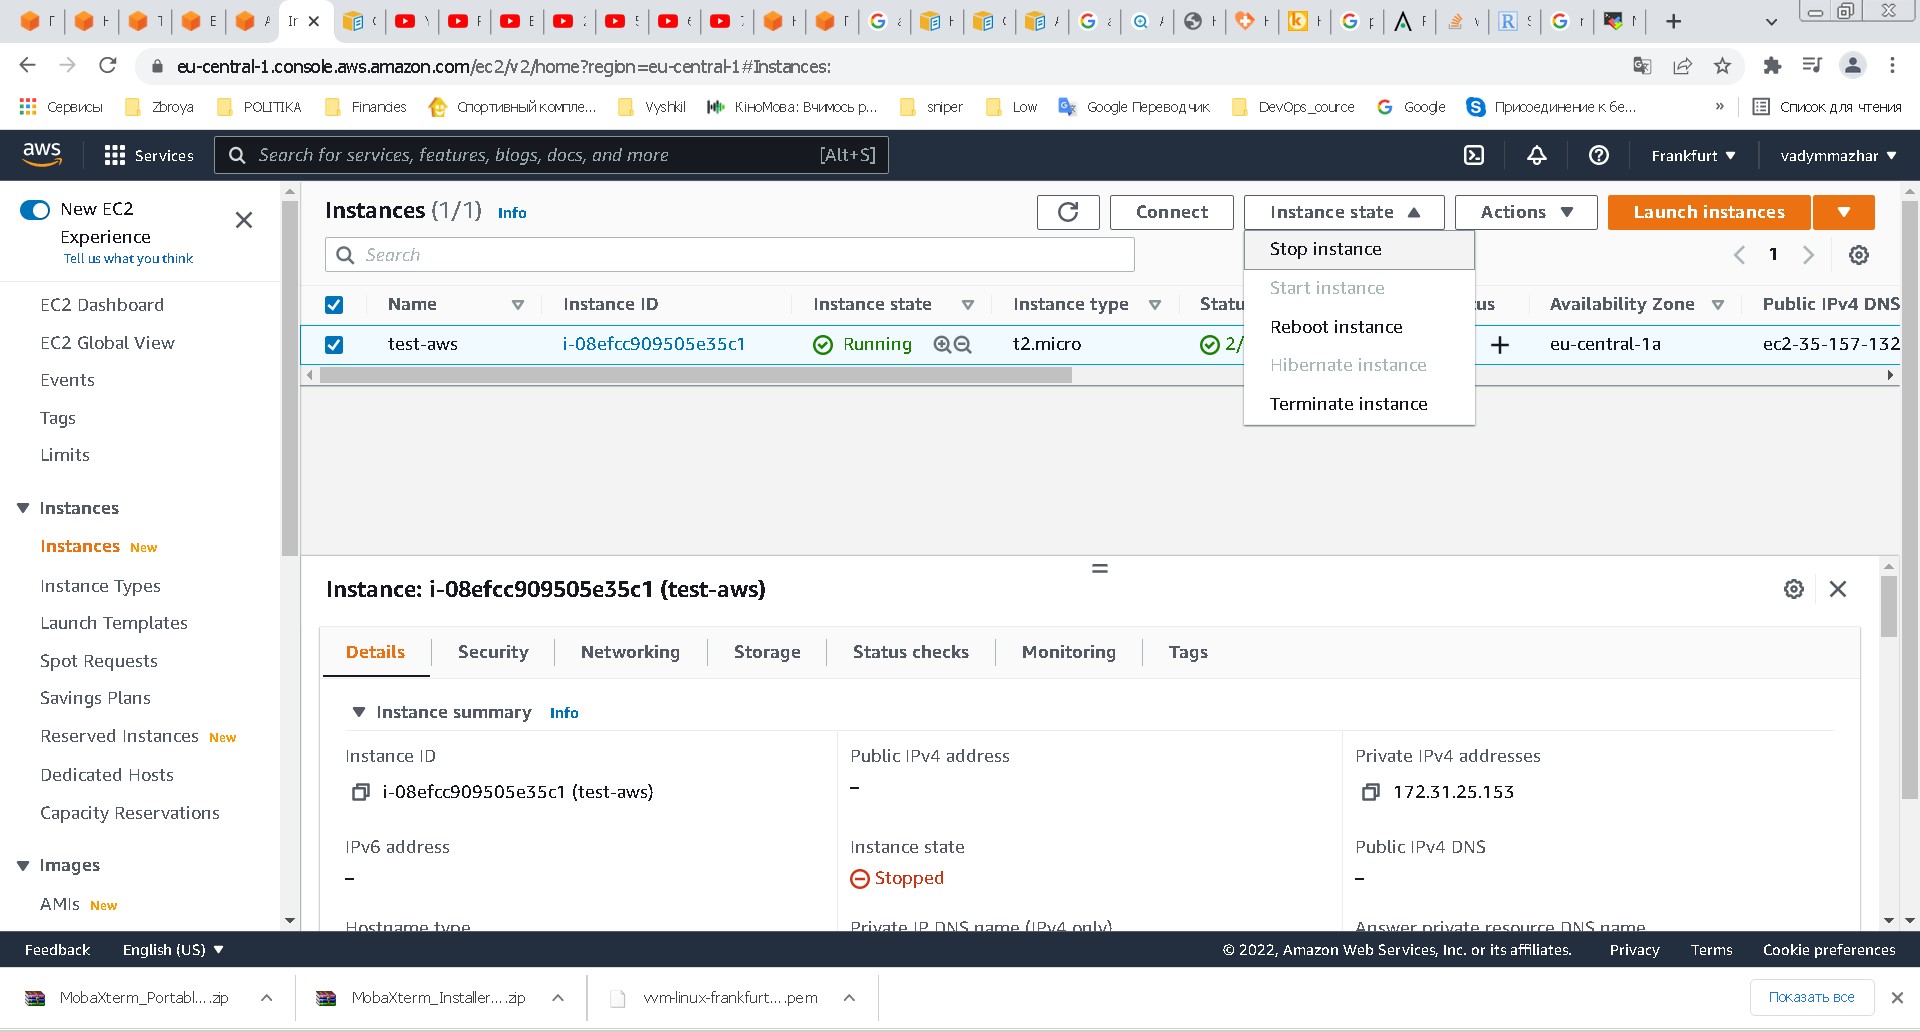 In
eu-central-1.console.aws.amazon.com/ec2/v2/home?region=eu-central-1#Instances:
Сервисы Zbroya POLITIKA Financies Спортивный компле... Vyshkil КіноМова: Вчимось р... sniper Low Google Переводчик DevOps_cource Google Присоединение к бе... » Список для чтения
aws Services Search for services, features, blogs, docs, and more [Alt+S] Frankfurt vadymmazhar
New EC2 Experience
Tell us what you think
EC2 Dashboard
EC2 Global View
Events
Tags
Limits
Instances
Instances New
Instance Types
Launch Templates
Spot Requests
Savings Plans
Reserved Instances New
Dedicated Hosts
Capacity Reservations
Images
AMIs New
Instances (1/1) Info Connect Instance state Actions Launch instances
Search 1
Stop instance
Start instance
Reboot instance
Hibernate instance
Terminate instance
Name Instance ID Instance state Instance type Statu us Availability Zone Public IPv4 DNS
test-aws i-08efcc909505e35c1 Running t2.micro 2/ eu-central-1a ec2-35-157-132
Instance: i-08efcc909505e35c1 (test-aws)
Details Security Networking Storage Status checks Monitoring Tags
Instance summary Info
Instance ID Public IPv4 address Private IPv4 addresses
i-08efcc909505e35c1 (test-aws) – 172.31.25.153
IPv6 address Instance state Public IPv4 DNS
– Stopped –
Hostname type Private IP DNS name (IPv4 only) Answer private resource DNS name
Feedback English (US) © 2022, Amazon Web Services, Inc. or its affiliates. Privacy Terms Cookie preferences
MobaXterm_Portabl....zip MobaXterm_Installer....zip vvm-linux-frankfurt....pem Показать все